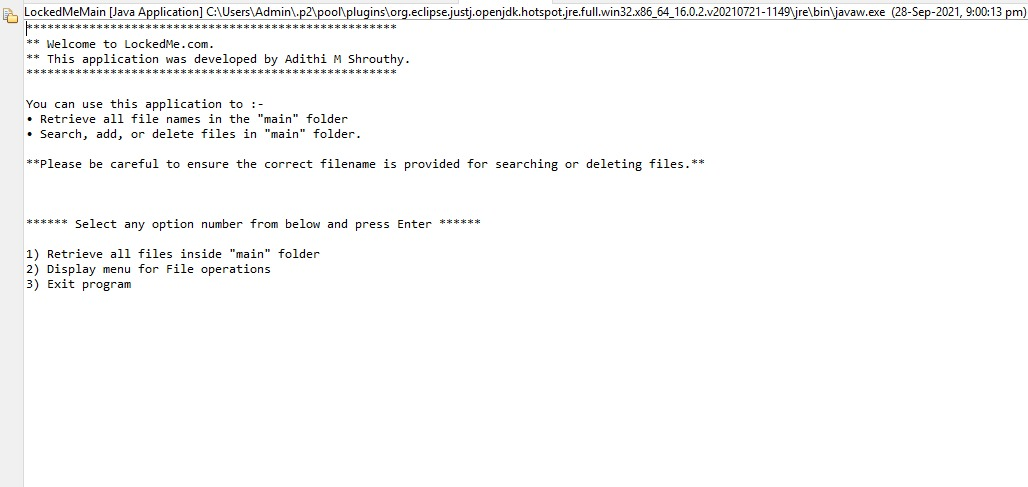 LockedMeMain [Java Application] C:\Users\Admin\.p2\pool\plugins\org.eclipse.justj.openjdk.hotspot.jre.full.win32.x86_64_16.0.2.v20210721-1149\jre\bin\javaw.exe (28-Sep-2021, 9:00:13 pm)
*****************************************************
** Welcome to LockedMe.com.
** This application was developed by Adithi M Shrouthy.
*****************************************************
You can use this application to :-
• Retrieve all file names in the "main" folder
• Search, add, or delete files in "main" folder.
**Please be careful to ensure the correct filename is provided for searching or deleting files.**
****** Select any option number from below and press Enter ******
1) Retrieve all files inside "main" folder
2) Display menu for File operations
3) Exit program